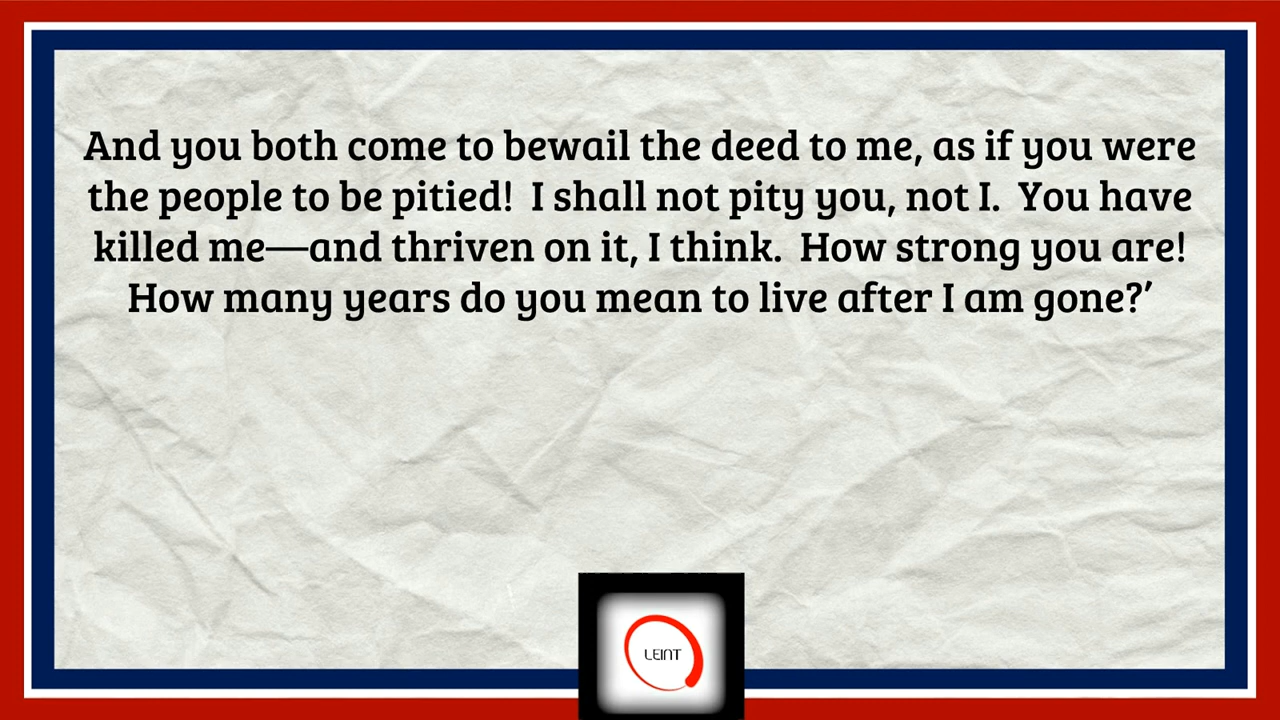 And you both come to bewail the deed to me, as if you were
the people to be pitied!  I shall not pity you, not I.  You have
killed me—and thriven on it, I think.  How strong you are!
How many years do you mean to live after I am gone?’
LEINT